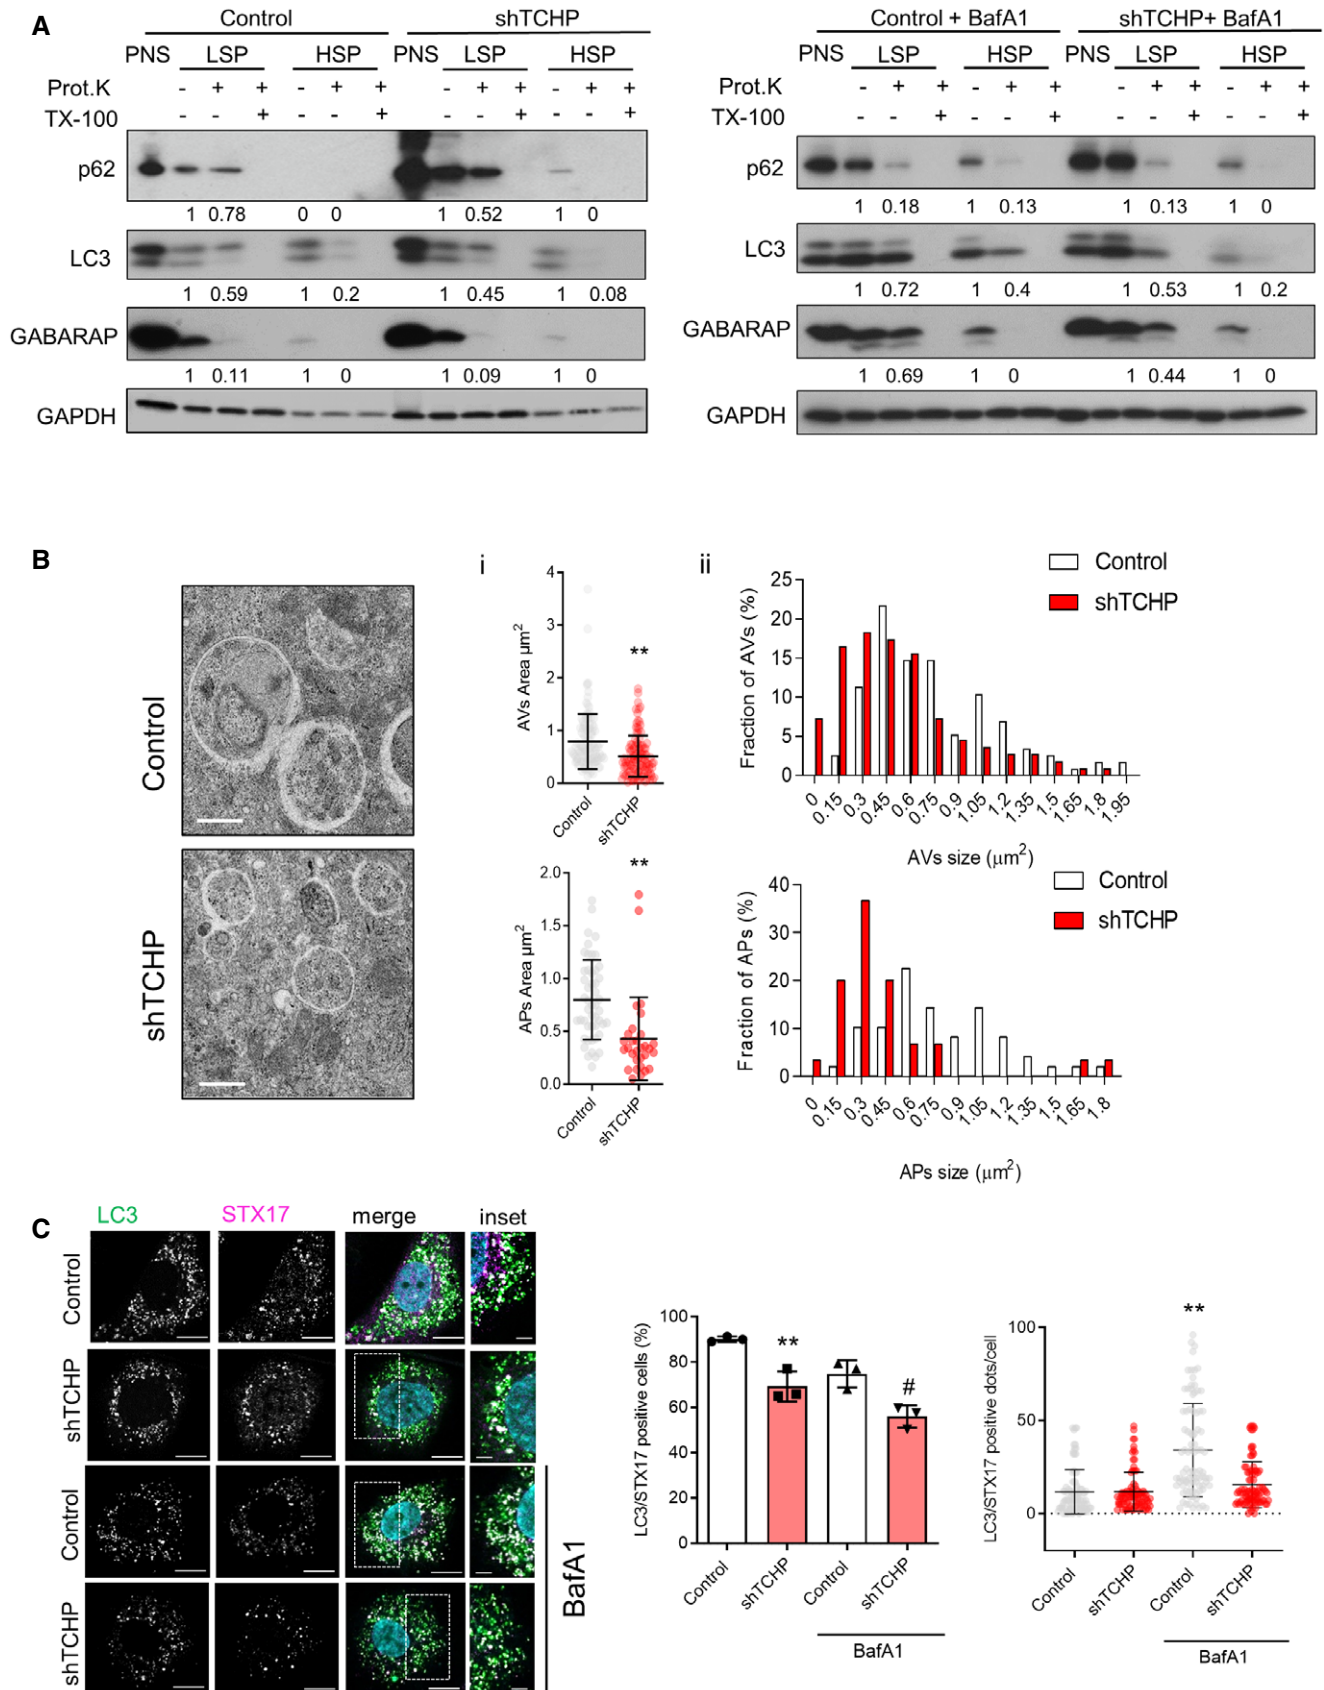 A
Control shTCHP
PNS LSP HSP PNS LSP HSP
Prot.K - + + - + + - + + - + +
TX-100 - - + - - + - - + - - +
p62
1 0.78 0 0 1 0.52 1 0
LC3
1 0.59 1 0.2 1 0.45 1 0.08
GABARAP
1 0.11 1 0 1 0.09 1 0
GAPDH
Control + BafA1 shTCHP+ BafA1
PNS LSP HSP PNS LSP HSP
Prot.K - + + - + + - + + - + +
TX-100 - - + - - + - - + - - +
p62
1 0.18 1 0.13 1 0.13 1 0
LC3
1 0.72 1 0.4 1 0.53 1 0.2
GABARAP
1 0.69 1 0 1 0.44 1 0
GAPDH
B
Control
shTCHP
i
4
3
2
1
0
AVs Area µm²
**
Control shTCHP
2.0
1.5
1.0
0.5
0.0
APs Area µm²
**
Control shTCHP
ii
Control
shTCHP
25
20
15
10
5
0
Fraction of AVs (%)
0 0.15 0.3 0.45 0.6 0.75 0.9 1.05 1.2 1.35 1.5 1.65 1.8 1.95
AVs size (µm²)
Control
shTCHP
40
30
20
10
0
Fraction of APs (%)
0 0.15 0.3 0.45 0.6 0.75 0.9 1.05 1.2 1.35 1.5 1.65 1.8
APs size (µm²)
C
LC3 STX17 merge inset
Control
shTCHP
Control
shTCHP
BafA1
100
80
60
40
20
0
LC3/STX17 positive cells (%)
**
#
Control shTCHP Control shTCHP
BafA1
100
50
0
LC3/STX17 positive dots/cell
**
Control shTCHP Control shTCHP
BafA1